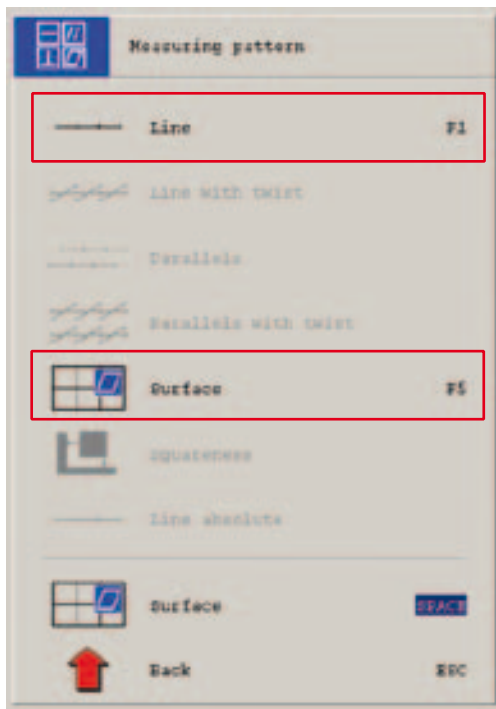 Measuring pattern
Line F1
Line with twist
Parallels
Parallels with twist
Surface F5
Squareness
Line absolute
Surface SPACE
Back ESC